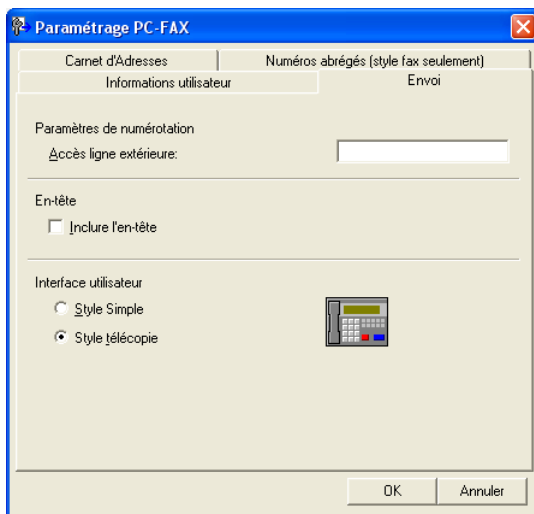 Paramétrage PC-FAX
Carnet d'Adresses
Numéros abrégés (style fax seulement)
Informations utilisateur
Envoi
Paramètres de numérotation
Accès ligne extérieure:
En-tête
Inclure l'en-tête
Interface utilisateur
Style Simple
Style télécopie
OK
Annuler